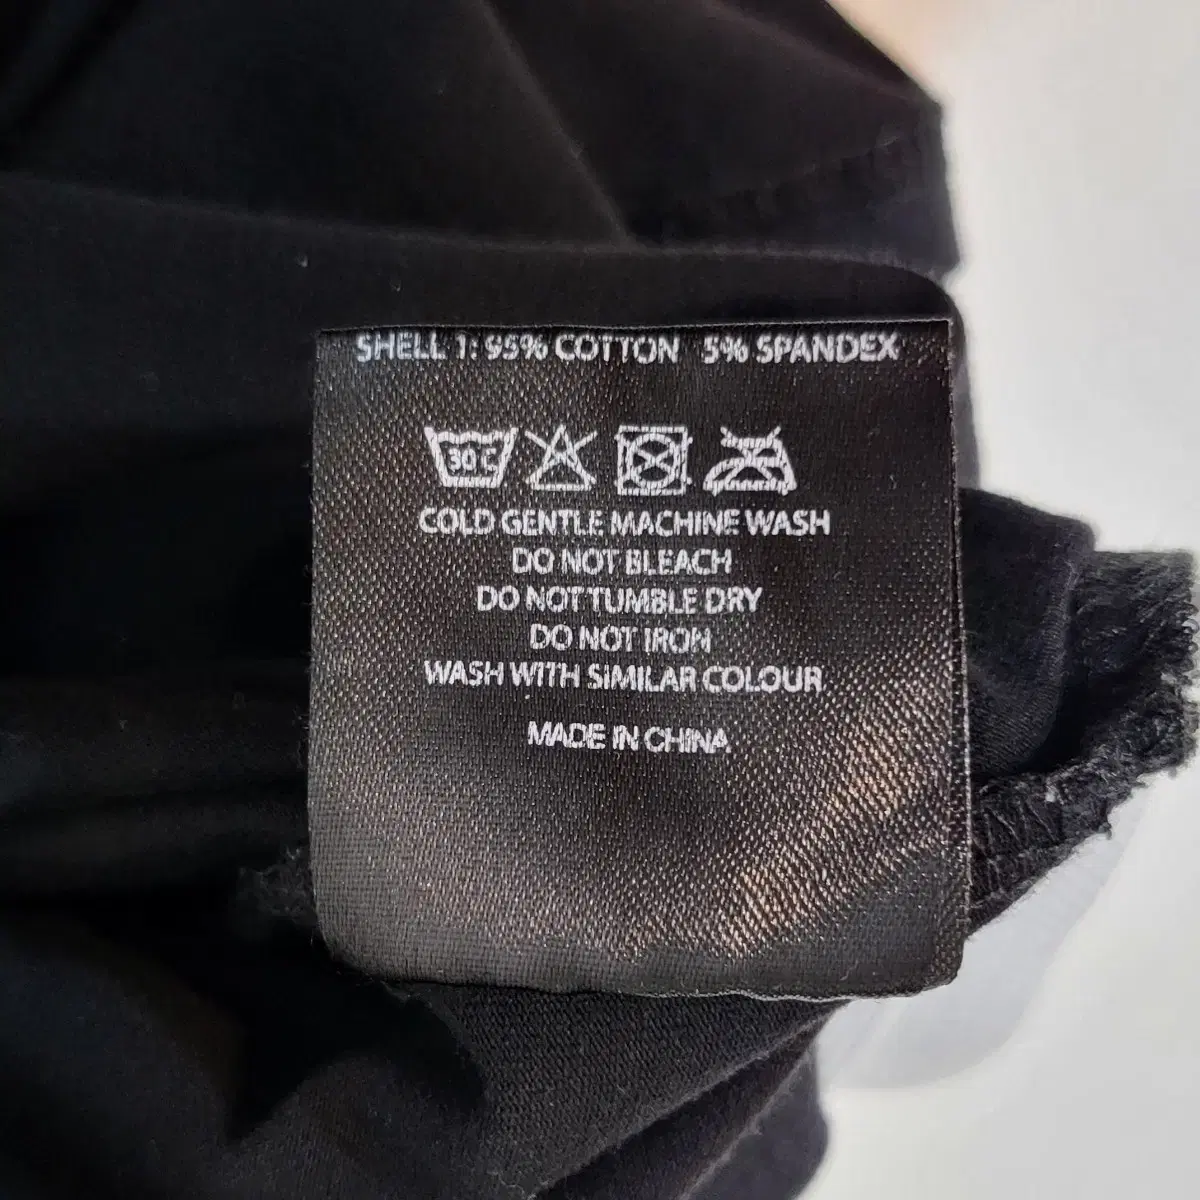 SHELL 1: 95% COTTON 5% SPANDEX
30 C
COLD GENTLE MACHINE WASH
DO NOT BLEACH
DO NOT TUMBLE DRY
DO NOT IRON
WASH WITH SIMILAR COLOUR
MADE IN CHINA